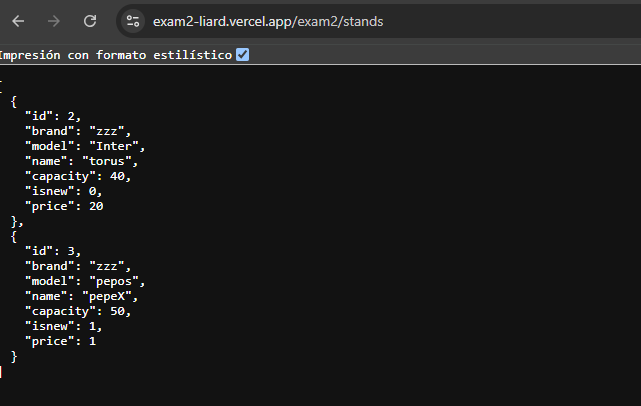 exam2-liard.vercel.app/exam2/stands
Impresión con formato estilístico
[
{
"id": 2,
"brand": "zzz",
"model": "Inter",
"name": "torus",
"capacity": 40,
"isnew": 0,
"price": 20
},
{
"id": 3,
"brand": "zzz",
"model": "pepos",
"name": "pepeX",
"capacity": 50,
"isnew": 1,
"price": 1
}
]